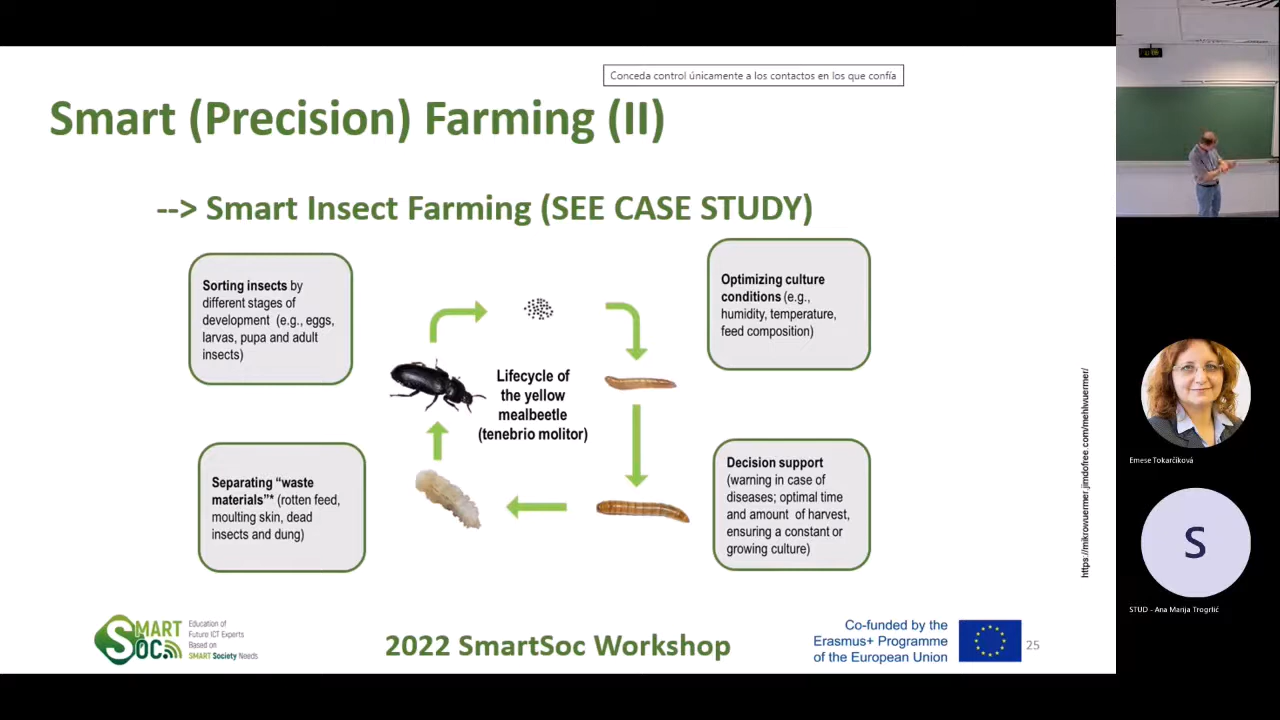 Conceda control únicamente a los contactos en los que confía
Smart (Precision) Farming (II)
--> Smart Insect Farming (SEE CASE STUDY)
Sorting insects by
different stages of
development (e.g., eggs,
larvas, pupa and adult
insects)
Optimizing culture
conditions (e.g.,
humidity, temperature,
feed composition)
Lifecycle of
the yellow
mealbeetle
(tenebrio molitor)
Separating “waste
materials”* (rotten feed,
moulting skin, dead
insects and dung)
Decision support
(warning in case of
diseases; optimal time
and amount of harvest,
ensuring a constant or
growing culture)
https://mikrowuermer.jimdofree.com/mehlwuermer/
SMART
SOC
Education of
Future ICT Experts
Based on
SMART Society Needs
2022 SmartSoc Workshop
Co-funded by the
Erasmus+ Programme
of the European Union
25
Emese Tokarčíková
S
STUD - Ana Marija Trogrlić